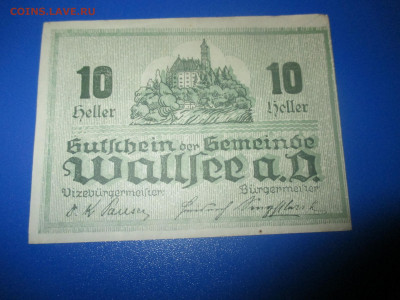 COINS.LAVE.RU
10 10
Heller Heller
Gutschein der Gemeinde
Wallsee a.D.
Vizebürgermeister: Bürgermeister